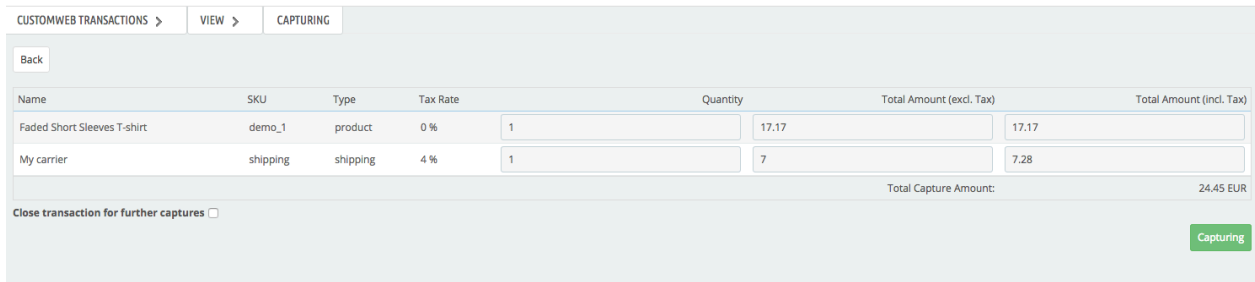 CUSTOMWEB TRANSACTIONS > VIEW > CAPTURING
Back
Name SKU Type Tax Rate Quantity Total Amount (excl. Tax) Total Amount (incl. Tax)
Faded Short Sleeves T-shirt demo_1 product 0 % 1 17.17 17.17
My carrier shipping shipping 4 % 1 7 7.28
Total Capture Amount: 24.45 EUR
Close transaction for further captures
Capturing